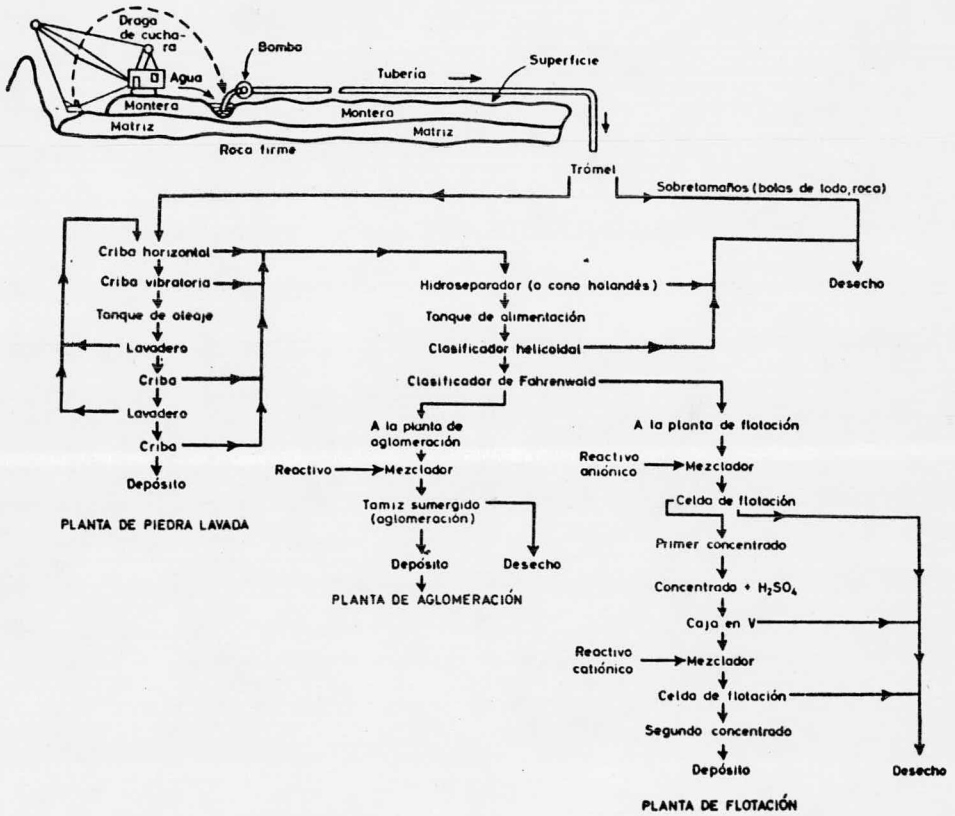 Draga
de cucha-
ra
Bomba
Agua
Tubería
Superficie
Montera
Montera
Matriz
Matriz
Roca firme
Trómel
Sobretamaños (bolas de lodo, roca)
Desecho
Criba horizontal
Criba vibratoria
Tanque de oleaje
Lavadero
Criba
Lavadero
Criba
Depósito
PLANTA DE PIEDRA LAVADA
Hidroseparador (o cono holandés)
Tanque de alimentación
Clasificador helicoidal
Clasificador de Fahrenwald
A la planta de
aglomeración
Reactivo
Mezclador
Tamiz sumergido
(aglomeración)
Depósito
Desecho
PLANTA DE AGLOMERACIÓN
A la planta de flotación
Reactivo
aniónico
Mezclador
Celda de flotación
Primer concentrado
Concentrado + H₂SO₄
Caja en V
Reactivo
catiónico
Mezclador
Celda de flotación
Segundo concentrado
Depósito
Desecho
PLANTA DE FLOTACIÓN